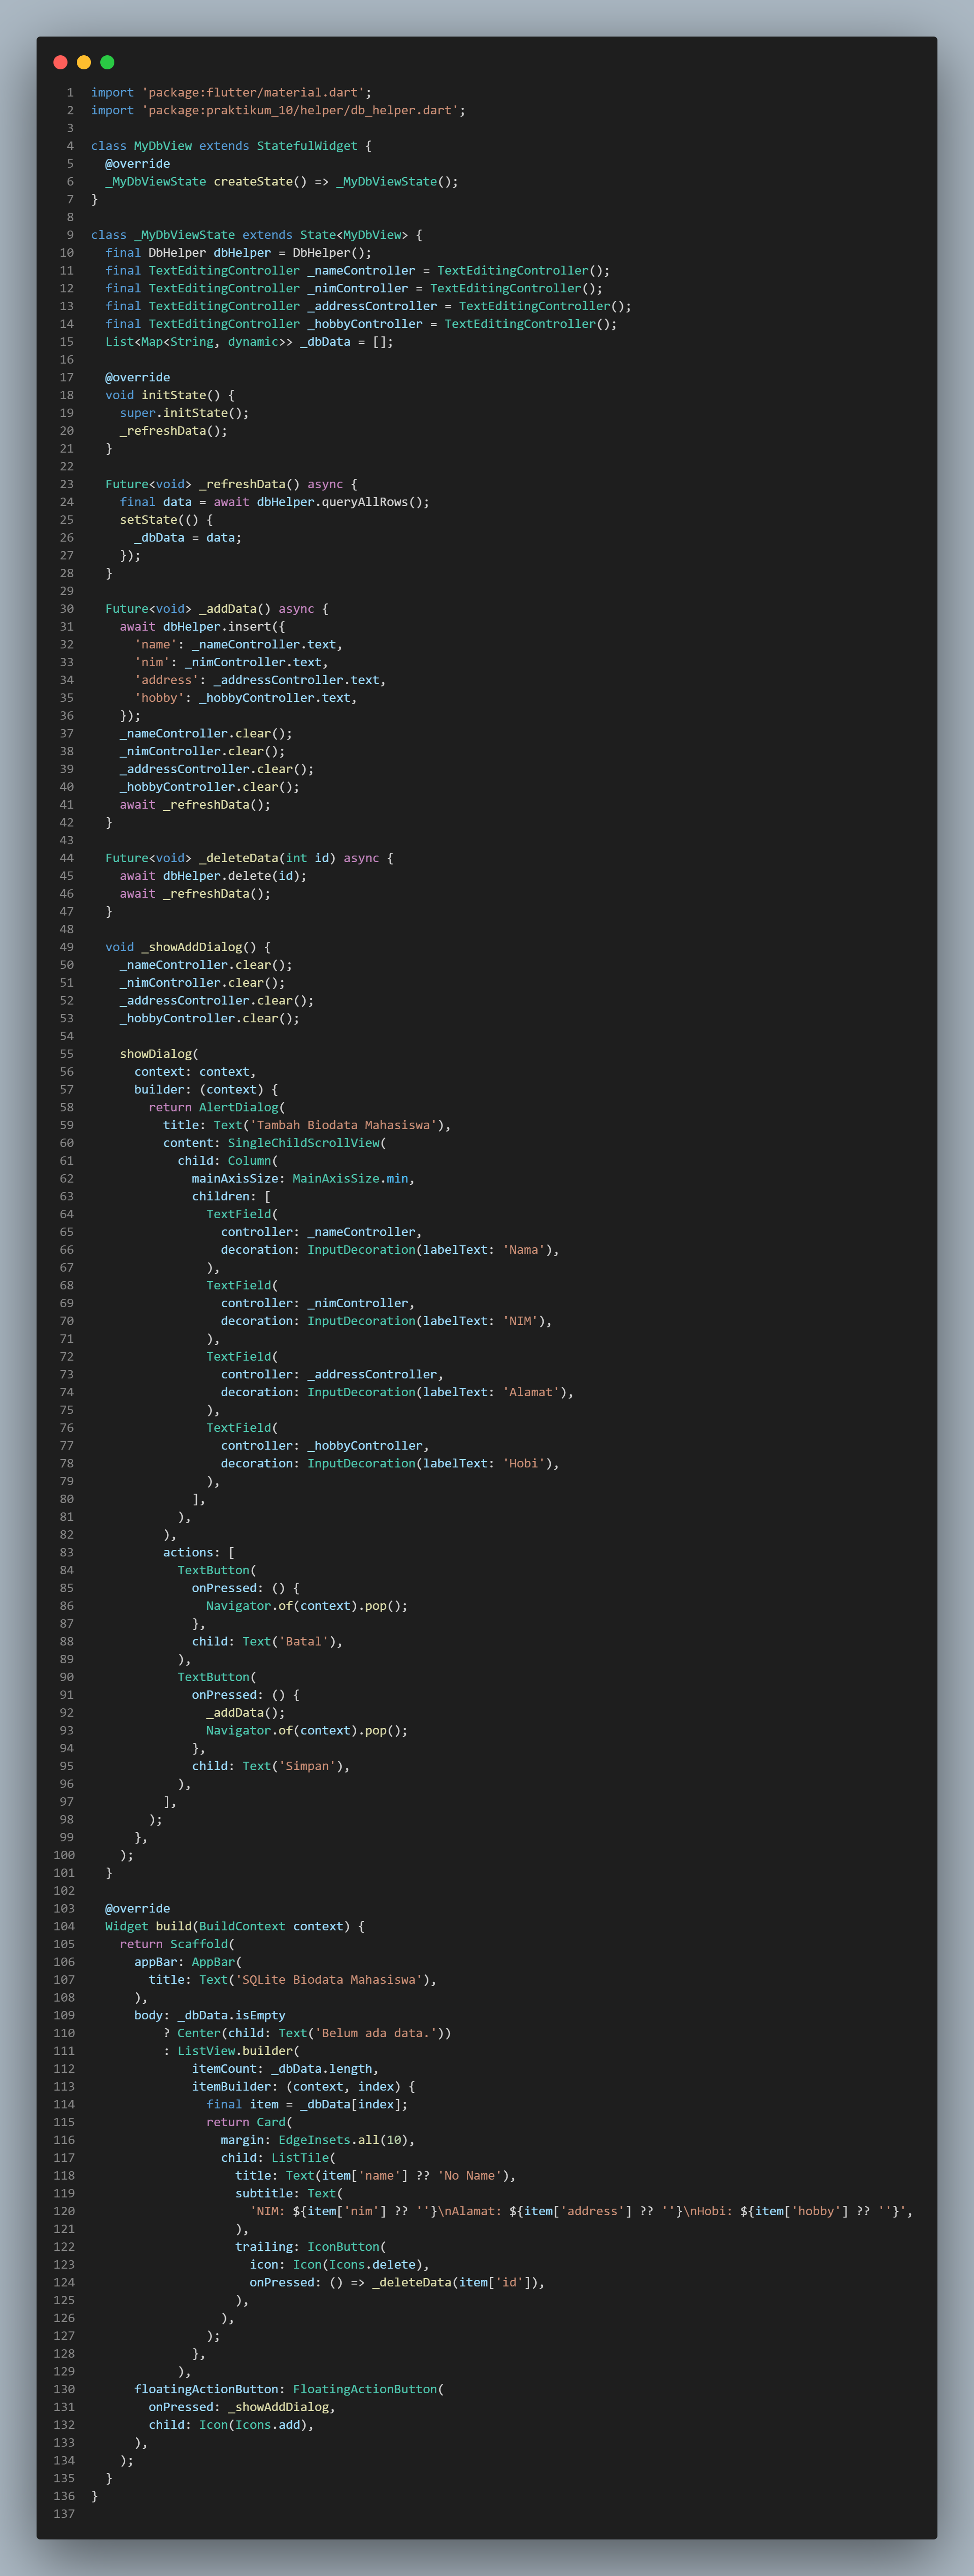 1 import 'package:flutter/material.dart';
2 import 'package:praktikum_10/helper/db_helper.dart';
3
4 class MyDbView extends StatefulWidget {
5   @override
6   _MyDbViewState createState() => _MyDbViewState();
7 }
8
9 class _MyDbViewState extends State<MyDbView> {
10   final DbHelper dbHelper = DbHelper();
11   final TextEditingController _nameController = TextEditingController();
12   final TextEditingController _nimController = TextEditingController();
13   final TextEditingController _addressController = TextEditingController();
14   final TextEditingController _hobbyController = TextEditingController();
15   List<Map<String, dynamic>> _dbData = [];
16
17   @override
18   void initState() {
19     super.initState();
20     _refreshData();
21   }
22
23   Future<void> _refreshData() async {
24     final data = await dbHelper.queryAllRows();
25     setState(() {
26       _dbData = data;
27     });
28   }
29
30   Future<void> _addData() async {
31     await dbHelper.insert({
32       'name': _nameController.text,
33       'nim': _nimController.text,
34       'address': _addressController.text,
35       'hobby': _hobbyController.text,
36     });
37     _nameController.clear();
38     _nimController.clear();
39     _addressController.clear();
40     _hobbyController.clear();
41     await _refreshData();
42   }
43
44   Future<void> _deleteData(int id) async {
45     await dbHelper.delete(id);
46     await _refreshData();
47   }
48
49   void _showAddDialog() {
50     _nameController.clear();
51     _nimController.clear();
52     _addressController.clear();
53     _hobbyController.clear();
54
55     showDialog(
56       context: context,
57       builder: (context) {
58         return AlertDialog(
59           title: Text('Tambah Biodata Mahasiswa'),
60           content: SingleChildScrollView(
61             child: Column(
62               mainAxisSize: MainAxisSize.min,
63               children: [
64                 TextField(
65                   controller: _nameController,
66                   decoration: InputDecoration(labelText: 'Nama'),
67                 ),
68                 TextField(
69                   controller: _nimController,
70                   decoration: InputDecoration(labelText: 'NIM'),
71                 ),
72                 TextField(
73                   controller: _addressController,
74                   decoration: InputDecoration(labelText: 'Alamat'),
75                 ),
76                 TextField(
77                   controller: _hobbyController,
78                   decoration: InputDecoration(labelText: 'Hobi'),
79                 ),
80               ],
81             ),
82           ),
83           actions: [
84             TextButton(
85               onPressed: () {
86                 Navigator.of(context).pop();
87               },
88               child: Text('Batal'),
89             ),
90             TextButton(
91               onPressed: () {
92                 _addData();
93                 Navigator.of(context).pop();
94               },
95               child: Text('Simpan'),
96             ),
97           ],
98         );
99       },
100     );
101   }
102
103   @override
104   Widget build(BuildContext context) {
105     return Scaffold(
106       appBar: AppBar(
107         title: Text('SQLite Biodata Mahasiswa'),
108       ),
109       body: _dbData.isEmpty
110           ? Center(child: Text('Belum ada data.'))
111           : ListView.builder(
112               itemCount: _dbData.length,
113               itemBuilder: (context, index) {
114                 final item = _dbData[index];
115                 return Card(
116                   margin: EdgeInsets.all(10),
117                   child: ListTile(
118                     title: Text(item['name'] ?? 'No Name'),
119                     subtitle: Text(
120                       'NIM: ${item['nim'] ?? ''}\nAlamat: ${item['address'] ?? ''}\nHobi: ${item['hobby'] ?? ''}',
121                     ),
122                     trailing: IconButton(
123                       icon: Icon(Icons.delete),
124                       onPressed: () => _deleteData(item['id']),
125                     ),
126                   ),
127                 );
128               },
129             ),
130       floatingActionButton: FloatingActionButton(
131         onPressed: _showAddDialog,
132         child: Icon(Icons.add),
133       ),
134     );
135   }
136 }
137